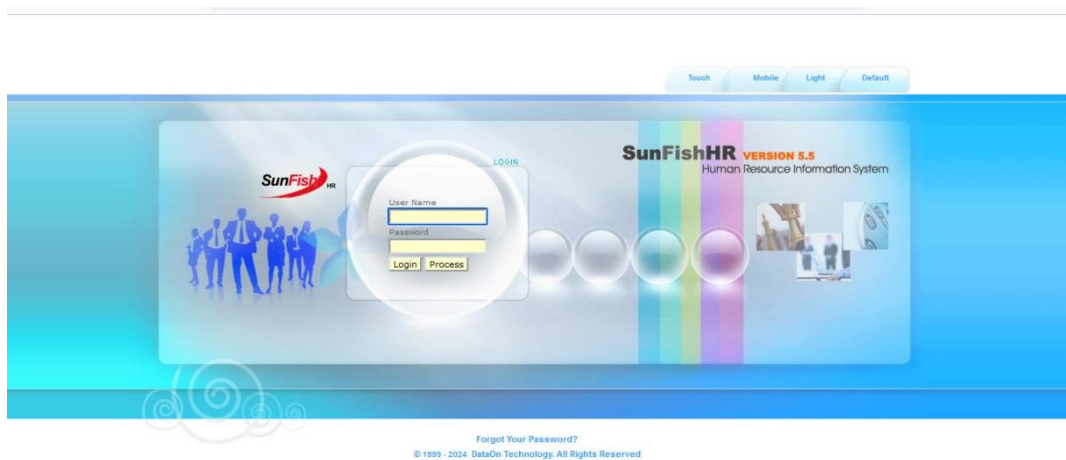 Touch Mobile Light Default
SunFishHR VERSION 5.5
Human Resource Information System
LOGIN
SunFish HR
User Name
Password
Login Process
Forgot Your Password?
© 1999 - 2024 DataOn Technology. All Rights Reserved